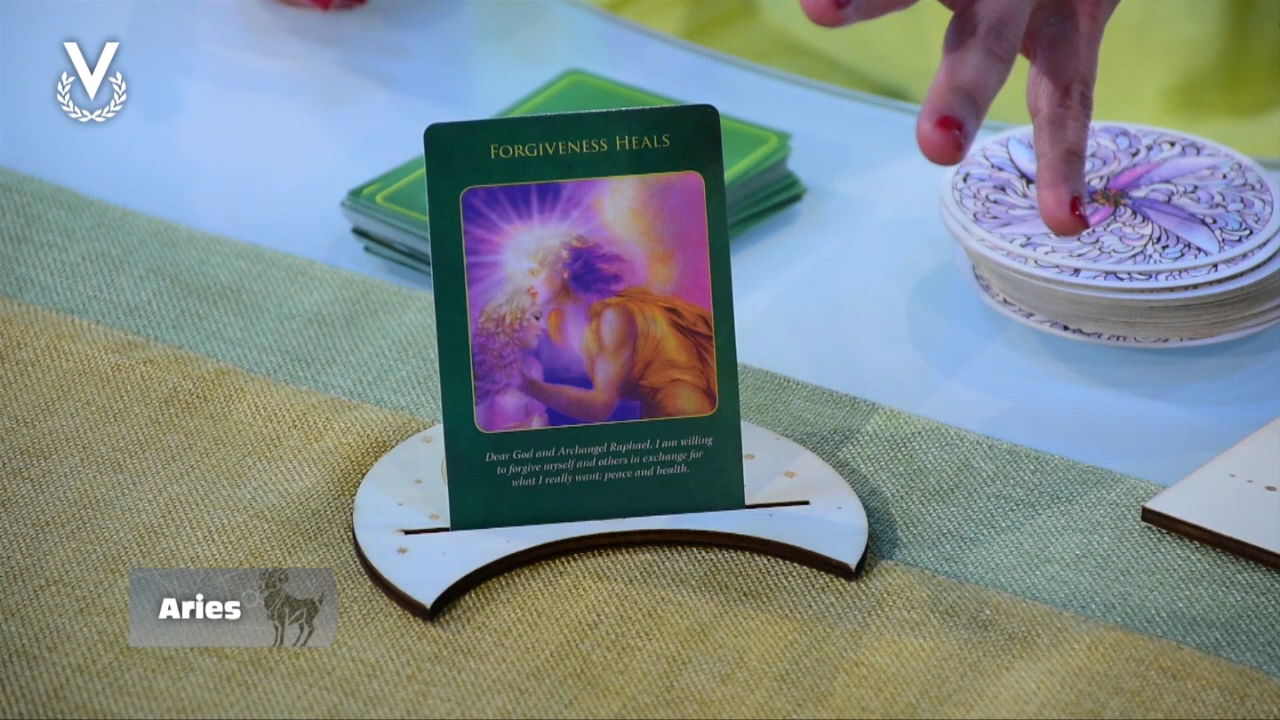 V
FORGIVENESS HEALS
Dear God and Archangel Raphael, I am willing
to forgive myself and others in exchange for
what I really want: peace and health.
Aries